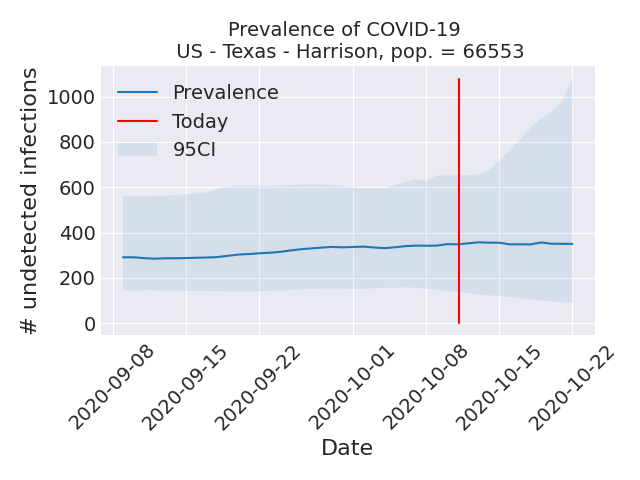 Prevalence of COVID-19
US - Texas - Harrison, pop. = 66553
# undetected infections
1000
800
600
400
200
0
Prevalence
Today
95CI
2020-09-08
2020-09-15
2020-09-22
2020-10-01
2020-10-08
2020-10-15
2020-10-22
Date